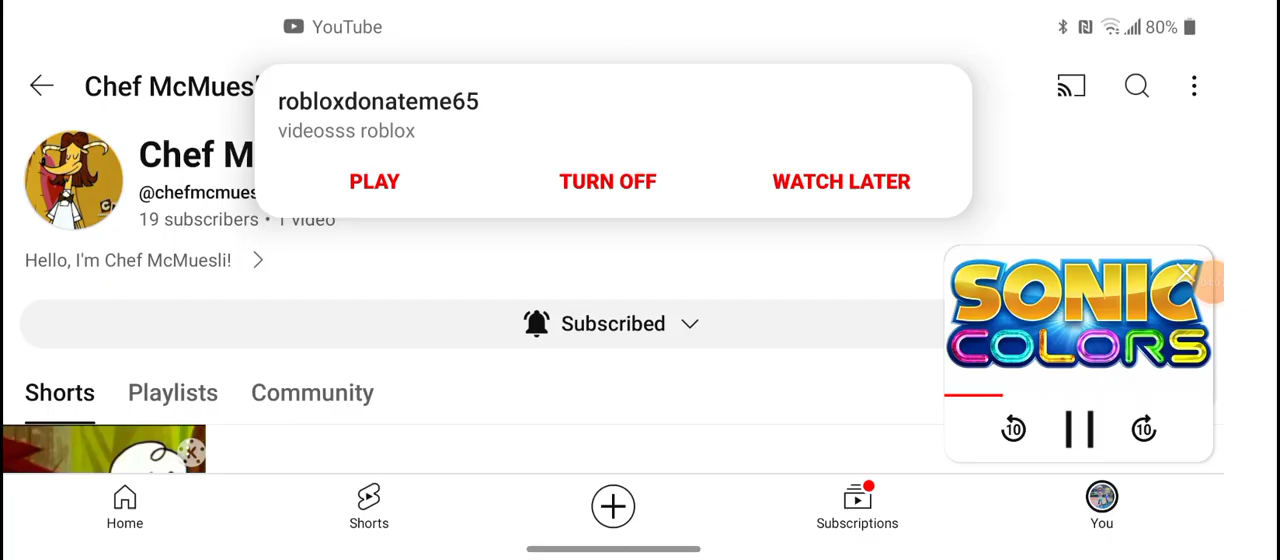 YouTube
80%
Chef McMuesl
robloxdonateme65
videosss roblox
PLAY
TURN OFF
WATCH LATER
Chef M
@chefmcmues
19 subscribers • 1 video
Hello, I'm Chef McMuesli!
Subscribed
SONIC
COLORS
Shorts
Playlists
Community
10
10
K
Home
Shorts
Subscriptions
You